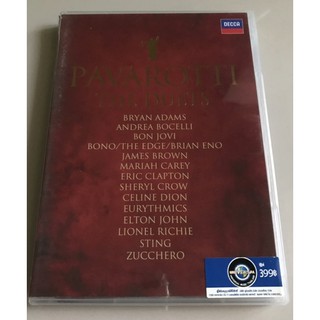 DECCA
PAVAROTTI
BRYAN ADAMS
ANDREA BOCELLI
BON JOVI
BONO/THE EDGE/BRIAN ENO
JAMES BROWN
MARIAH CAREY
ERIC CLAPTON
SHERYL CROW
CELINE DION
EURYTHMICS
ELTON JOHN
LIONEL RICHIE
STING
ZUCCHERO
399฿